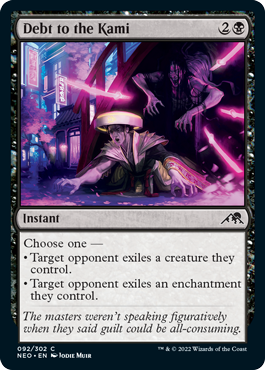 Debt to the Kami 2
Instant
Choose one —
• Target opponent exiles a creature they
control.
• Target opponent exiles an enchantment
they control.
The masters weren't speaking figuratively
when they said guilt could be all-consuming.
092/302 C
NEO • EN Jodie Muir ™ & © 2022 Wizards of the Coast